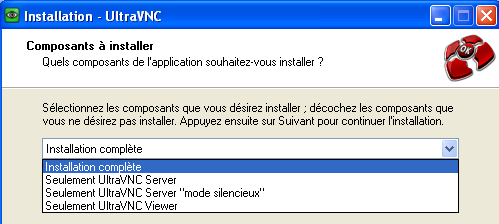 Installation - UltraVNC
Composants à installer
Quels composants de l'application souhaitez-vous installer ?
OK
Sélectionnez les composants que vous désirez installer ; décochez les composants que
vous ne désirez pas installer. Appuyez ensuite sur Suivant pour continuer l'installation.
Installation complète
Installation complète
Seulement UltraVNC Server
Seulement UltraVNC Server "mode silencieux"
Seulement UltraVNC Viewer